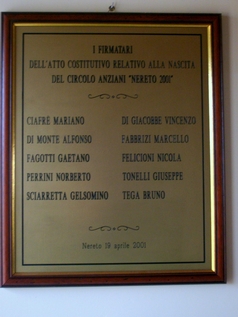 I FIRMATARI
DELL'ATTO COSTITUTIVO RELATIVO ALLA NASCITA
DEL CIRCOLO ANZIANI "NERETO 2001"
CIAFRÈ MARIANO
DI MONTE ALFONSO
FAGOTTI GAETANO
PERRINI NORBERTO
SCIARRETTA GELSOMINO
DI GIACOBBE VINCENZO
FABBRIZI MARCELLO
FELICIONI NICOLA
TONELLI GIUSEPPE
TEGA BRUNO
Nereto 18 aprile 2001